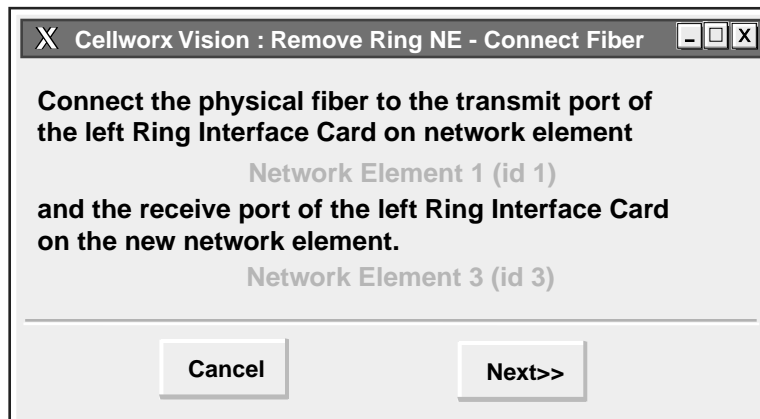 X Cellworx Vision : Remove Ring NE - Connect Fiber X
Connect the physical fiber to the transmit port of
the left Ring Interface Card on network element
Network Element 1 (id 1)
and the receive port of the left Ring Interface Card
on the new network element.
Network Element 3 (id 3)
Cancel Next>>